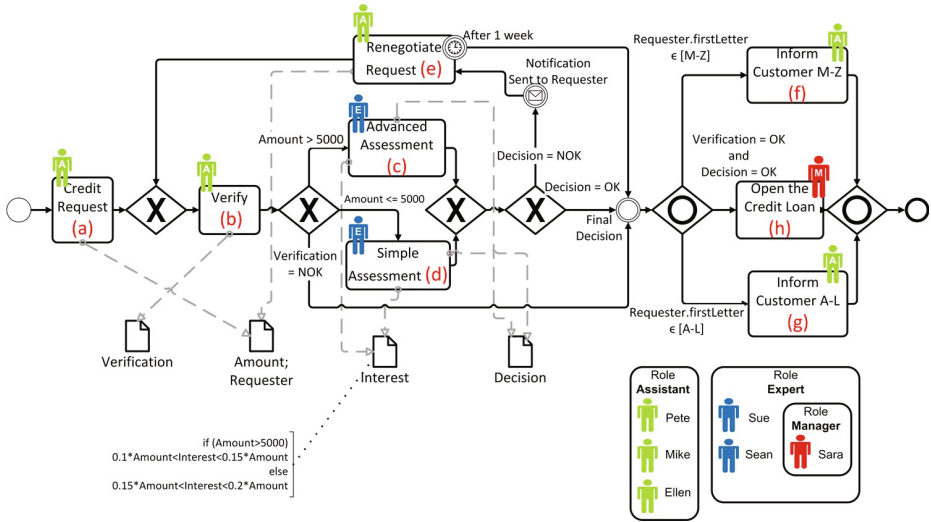 A
Renegotiate
Request (e)
After 1 week
Notification
Sent to Requester
Requester.firstLetter
ϵ [M-Z]
A
Inform
Customer M-Z
(f)
A
Credit
Request
(a)
X
A
Verify
(b)
X
Amount > 5000
E
Advanced
Assessment
(c)
Amount <= 5000
E
Simple
Assessment (d)
Verification
= NOK
X
X
Decision = NOK
Decision = OK
Final
Decision
Verification = OK
and
Decision = OK
M
Open the
Credit Loan
(h)
Requester.firstLetter
ϵ [A-L]
A
Inform
Customer A-L
(g)
Verification
Amount;
Requester
Interest
Decision
if (Amount>5000)
0.1*Amount<Interest<0.15*Amount
else
0.15*Amount<Interest<0.2*Amount
Role
Assistant
Pete
Mike
Ellen
Role
Expert
Sue
Sean
Role
Manager
Sara